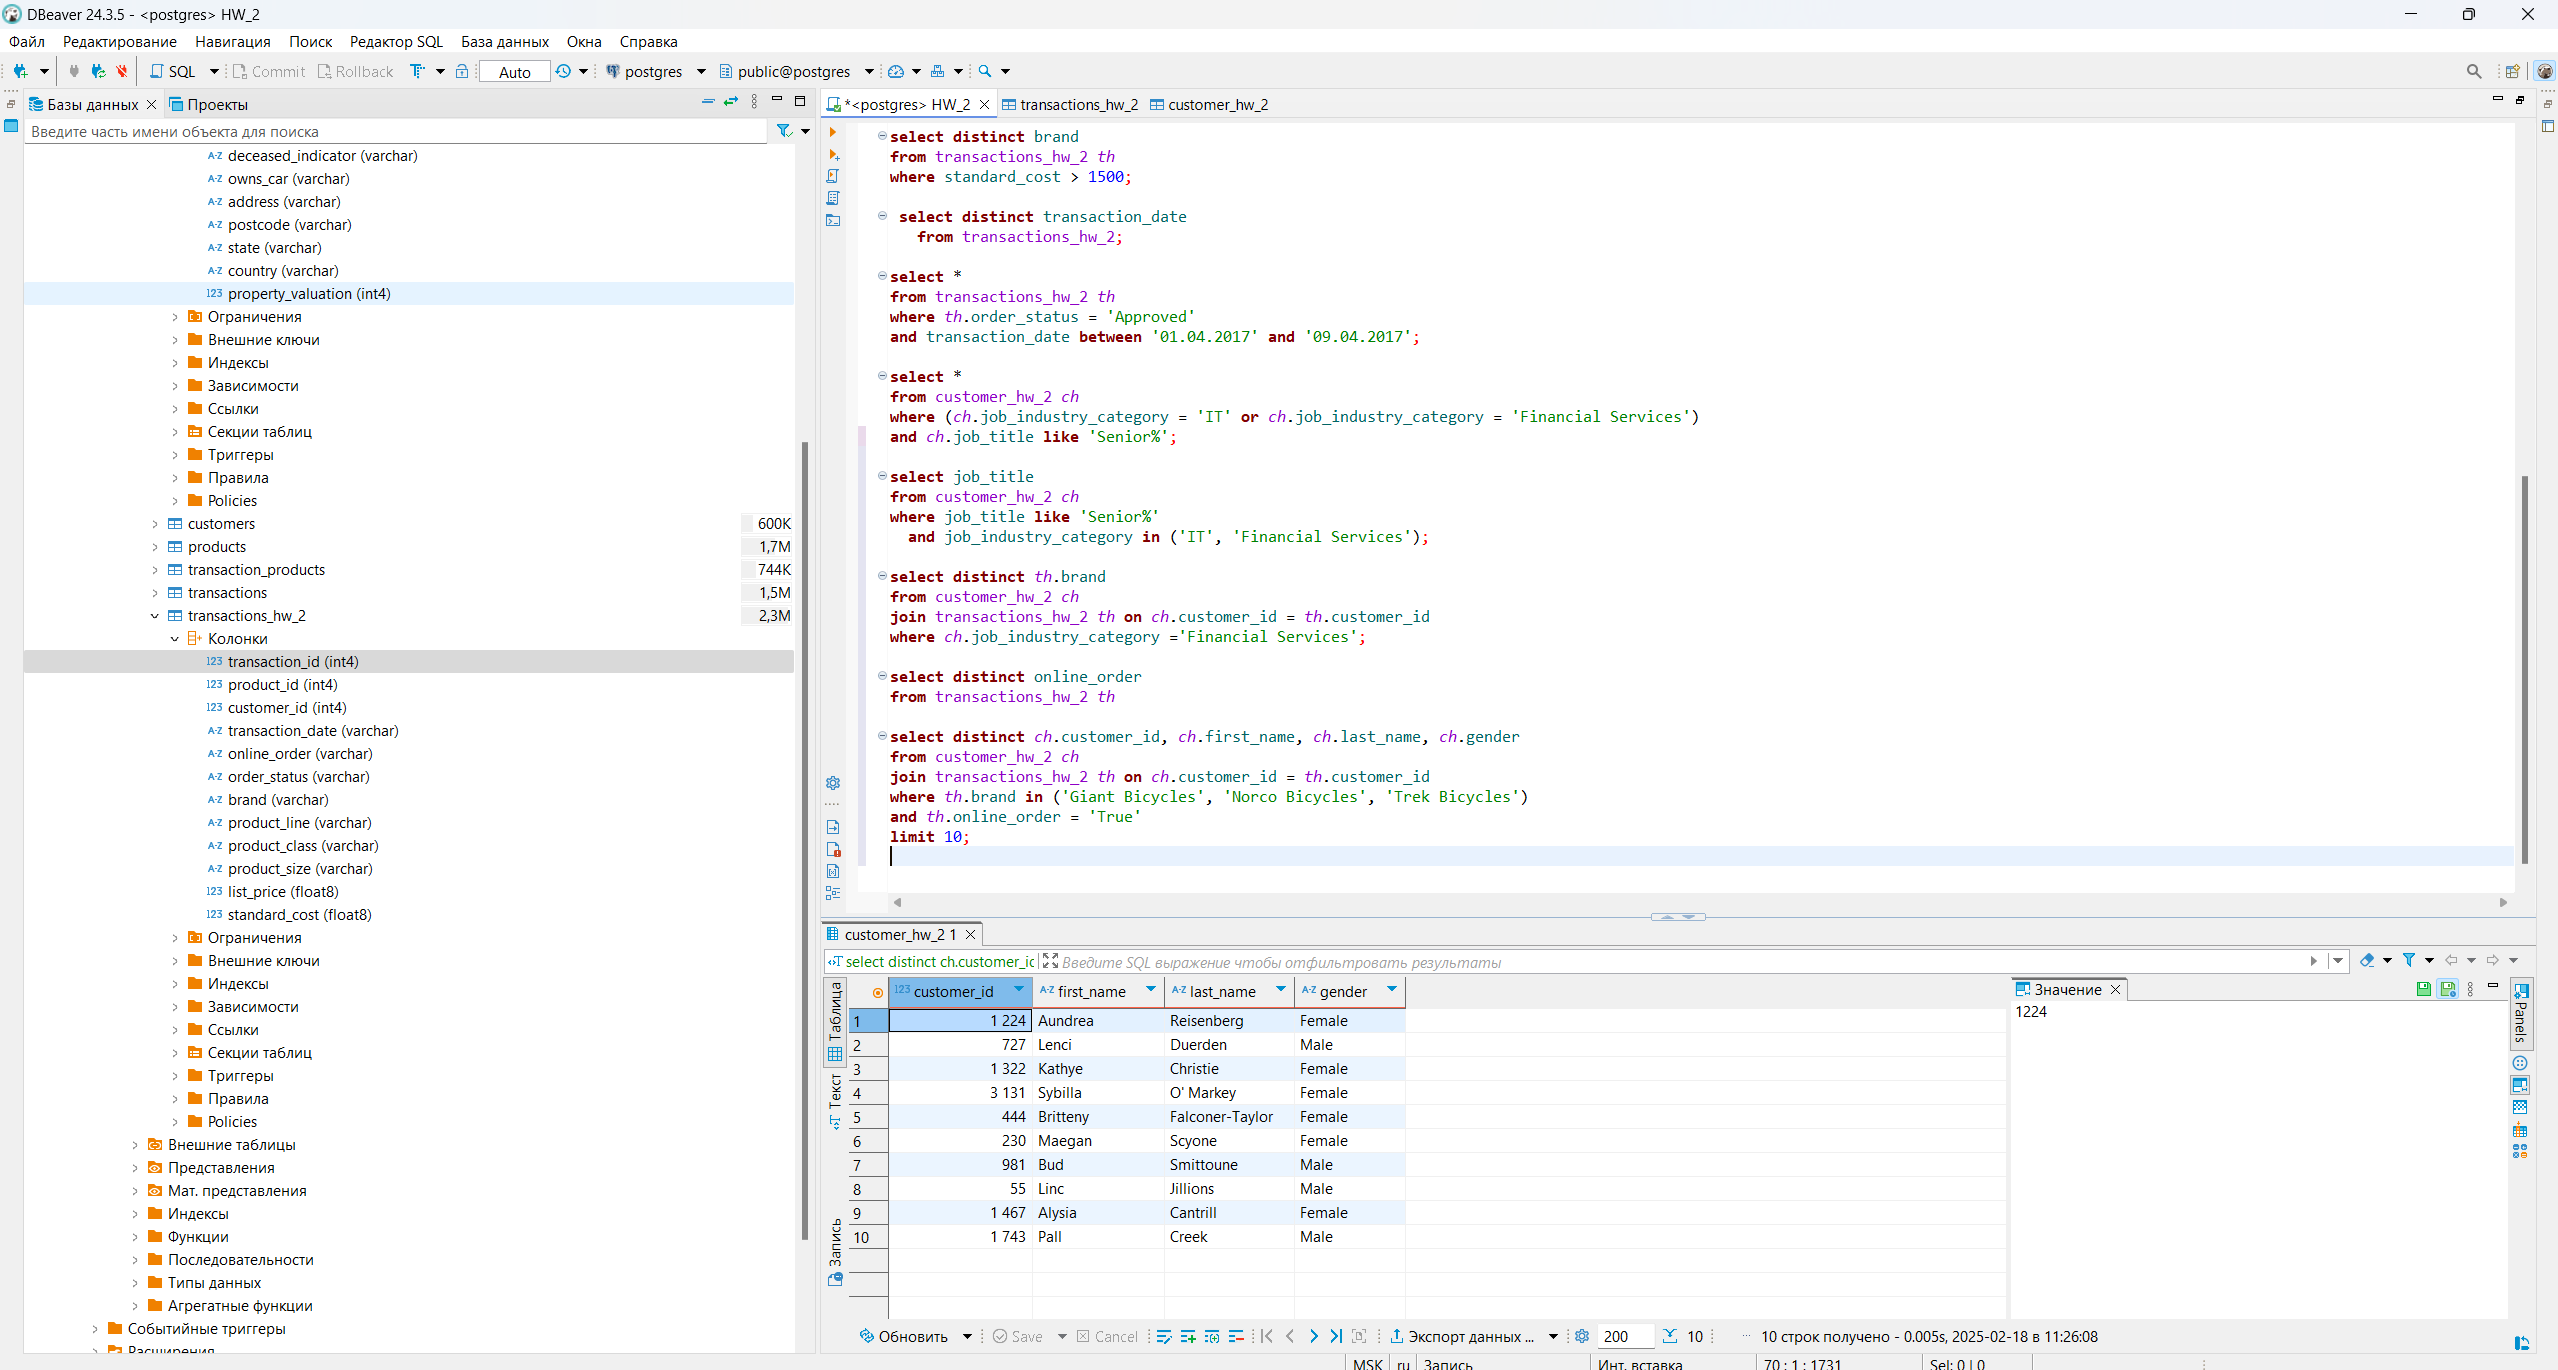 DBeaver 24.3.5 - <postgres> HW_2
Файл Редактирование Навигация Поиск Редактор SQL База данных Окна Справка
SQL Commit Rollback Auto postgres public@postgres
Базы данных Проекты
Введите часть имени объекта для поиска
deceased_indicator (varchar)
owns_car (varchar)
address (varchar)
postcode (varchar)
state (varchar)
country (varchar)
property_valuation (int4)
Ограничения
Внешние ключи
Индексы
Зависимости
Ссылки
Секции таблиц
Триггеры
Правила
Policies
customers 600K
products 1,7M
transaction_products 744K
transactions 1,5M
transactions_hw_2 2,3M
Колонки
transaction_id (int4)
product_id (int4)
customer_id (int4)
transaction_date (varchar)
online_order (varchar)
order_status (varchar)
brand (varchar)
product_line (varchar)
product_class (varchar)
product_size (varchar)
list_price (float8)
standard_cost (float8)
Ограничения
Внешние ключи
Индексы
Зависимости
Ссылки
Секции таблиц
Триггеры
Правила
Policies
Внешние таблицы
Представления
Мат. представления
Индексы
Функции
Последовательности
Типы данных
Агрегатные функции
Событийные триггеры
Расширения
*<postgres> HW_2 transactions_hw_2 customer_hw_2
select distinct brand
from transactions_hw_2 th
where standard_cost > 1500;
select distinct transaction_date
from transactions_hw_2;
select *
from transactions_hw_2 th
where th.order_status = 'Approved'
and transaction_date between '01.04.2017' and '09.04.2017';
select *
from customer_hw_2 ch
where (ch.job_industry_category = 'IT' or ch.job_industry_category = 'Financial Services')
and ch.job_title like 'Senior%';
select job_title
from customer_hw_2 ch
where job_title like 'Senior%'
and job_industry_category in ('IT', 'Financial Services');
select distinct th.brand
from customer_hw_2 ch
join transactions_hw_2 th on ch.customer_id = th.customer_id
where ch.job_industry_category ='Financial Services';
select distinct online_order
from transactions_hw_2 th
select distinct ch.customer_id, ch.first_name, ch.last_name, ch.gender
from customer_hw_2 ch
join transactions_hw_2 th on ch.customer_id = th.customer_id
where th.brand in ('Giant Bicycles', 'Norco Bicycles', 'Trek Bicycles')
and th.online_order = 'True'
limit 10;
customer_hw_2 1
select distinct ch.customer_ic Введите SQL выражение чтобы отфильтровать результаты
Таблица
Текст
Запись
123 customer_id A-Z first_name A-Z last_name A-Z gender
1 1 224 Aundrea Reisenberg Female
2 727 Lenci Duerden Male
3 1 322 Kathye Christie Female
4 3 131 Sybilla O' Markey Female
5 444 Britteny Falconer-Taylor Female
6 230 Maegan Scyone Female
7 981 Bud Smittoune Male
8 55 Linc Jillions Male
9 1 467 Alysia Cantrill Female
10 1 743 Pall Creek Male
Значение
1224
Panels
Обновить Save Cancel Экспорт данных ... 200 10 10 строк получено - 0.005s, 2025-02-18 в 11:26:08
MSK ru Запись Инт. вставка 70 : 1 : 1731 Sel: 0 | 0